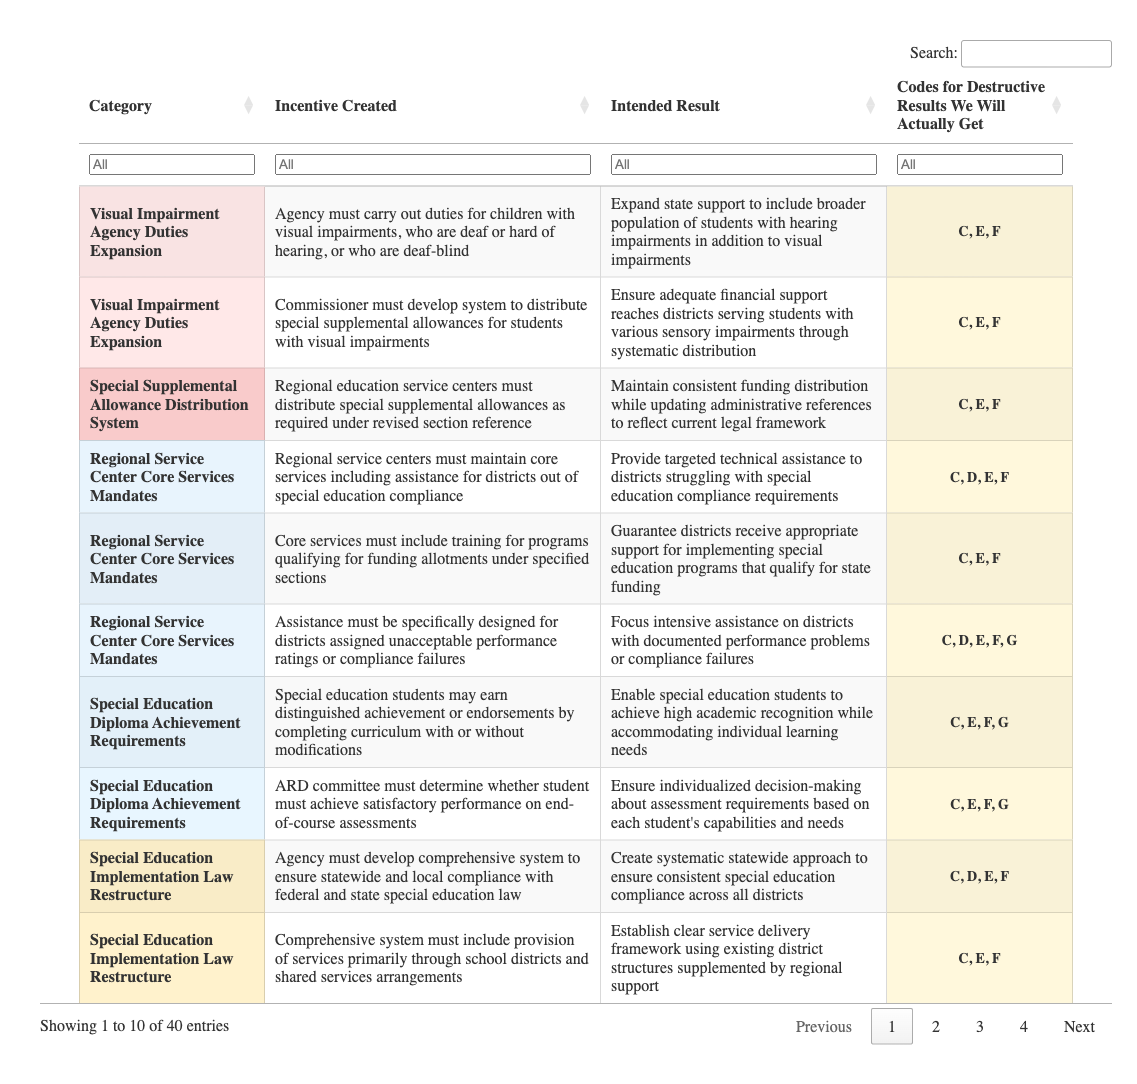 Search:
Category
Incentive Created
Intended Result
Codes for Destructive
Results We Will
Actually Get
All
All
All
All
Visual Impairment
Agency Duties
Expansion
Agency must carry out duties for children with
visual impairments, who are deaf or hard of
hearing, or who are deaf-blind
Expand state support to include broader
population of students with hearing
impairments in addition to visual
impairments
C, E, F
Visual Impairment
Agency Duties
Expansion
Commissioner must develop system to distribute
special supplemental allowances for students
with visual impairments
Ensure adequate financial support
reaches districts serving students with
various sensory impairments through
systematic distribution
C, E, F
Special Supplemental
Allowance Distribution
System
Regional education service centers must
distribute special supplemental allowances as
required under revised section reference
Maintain consistent funding distribution
while updating administrative references
to reflect current legal framework
C, E, F
Regional Service
Center Core Services
Mandates
Regional service centers must maintain core
services including assistance for districts out of
special education compliance
Provide targeted technical assistance to
districts struggling with special
education compliance requirements
C, D, E, F
Regional Service
Center Core Services
Mandates
Core services must include training for programs
qualifying for funding allotments under specified
sections
Guarantee districts receive appropriate
support for implementing special
education programs that qualify for state
funding
C, E, F
Regional Service
Center Core Services
Mandates
Assistance must be specifically designed for
districts assigned unacceptable performance
ratings or compliance failures
Focus intensive assistance on districts
with documented performance problems
or compliance failures
C, D, E, F, G
Special Education
Diploma Achievement
Requirements
Special education students may earn
distinguished achievement or endorsements by
completing curriculum with or without
modifications
Enable special education students to
achieve high academic recognition while
accommodating individual learning
needs
C, E, F, G
Special Education
Diploma Achievement
Requirements
ARD committee must determine whether student
must achieve satisfactory performance on end-
of-course assessments
Ensure individualized decision-making
about assessment requirements based on
each student's capabilities and needs
C, E, F, G
Special Education
Implementation Law
Restructure
Agency must develop comprehensive system to
ensure statewide and local compliance with
federal and state special education law
Create systematic statewide approach to
ensure consistent special education
compliance across all districts
C, D, E, F
Special Education
Implementation Law
Restructure
Comprehensive system must include provision
of services primarily through school districts and
shared services arrangements
Establish clear service delivery
framework using existing district
structures supplemented by regional
support
C, E, F
Showing 1 to 10 of 40 entries
Previous 1 2 3 4 Next